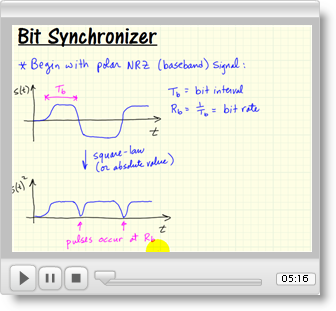 Bit Synchronizer
* Begin with polar NRZ (baseband) Signal:
s(t)
T_b
T_b = bit interval
R_b = 1/T_b = bit rate
t
square-law
(or absolute value)
s(t)²
t
pulses occur at R_b
05:16